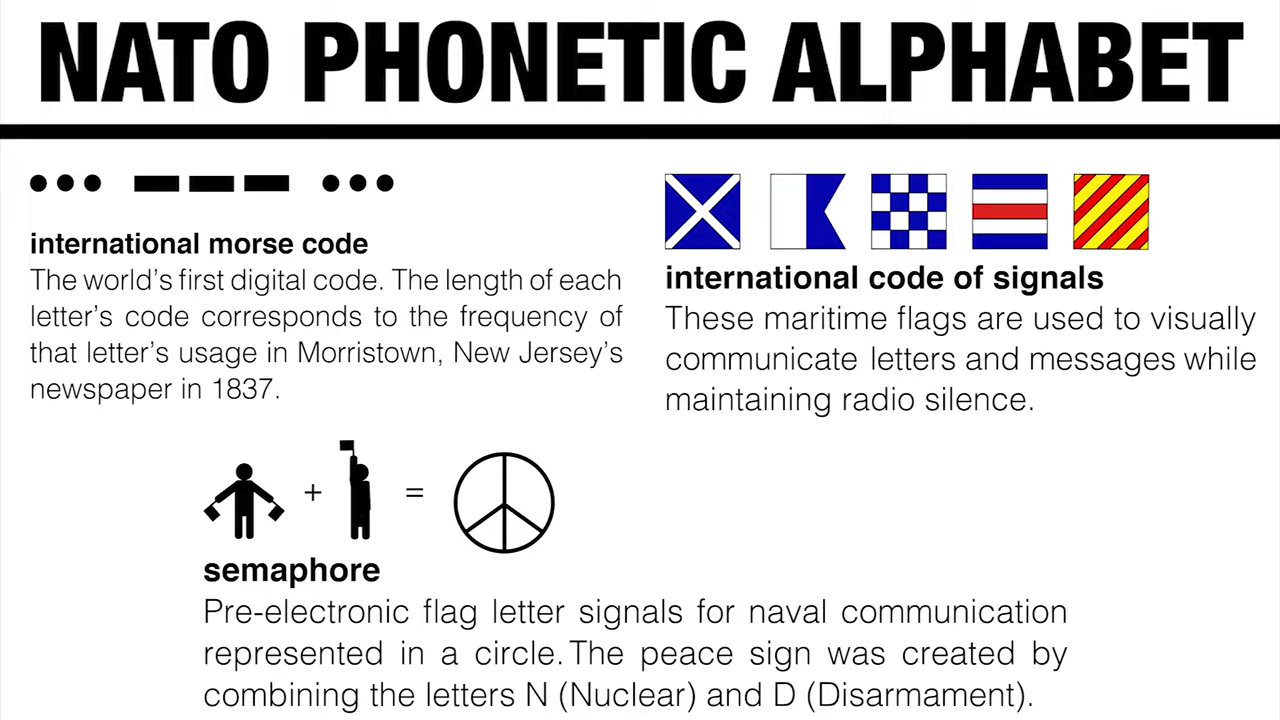 NATO PHONETIC ALPHABET
international morse code
The world's first digital code. The length of each
letter's code corresponds to the frequency of
that letter's usage in Morristown, New Jersey's
newspaper in 1837.
international code of signals
These maritime flags are used to visually
communicate letters and messages while
maintaining radio silence.
+ =
semaphore
Pre-electronic flag letter signals for naval communication
represented in a circle. The peace sign was created by
combining the letters N (Nuclear) and D (Disarmament).